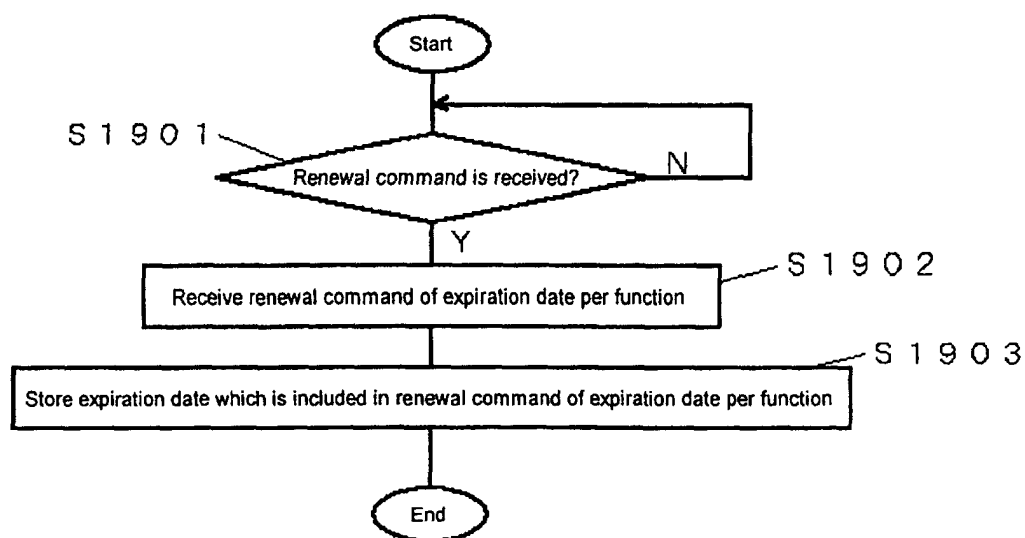 Start
S1901
Renewal command is received?
N
Y
S1902
Receive renewal command of expiration date per function
S1903
Store expiration date which is included in renewal command of expiration date per function
End